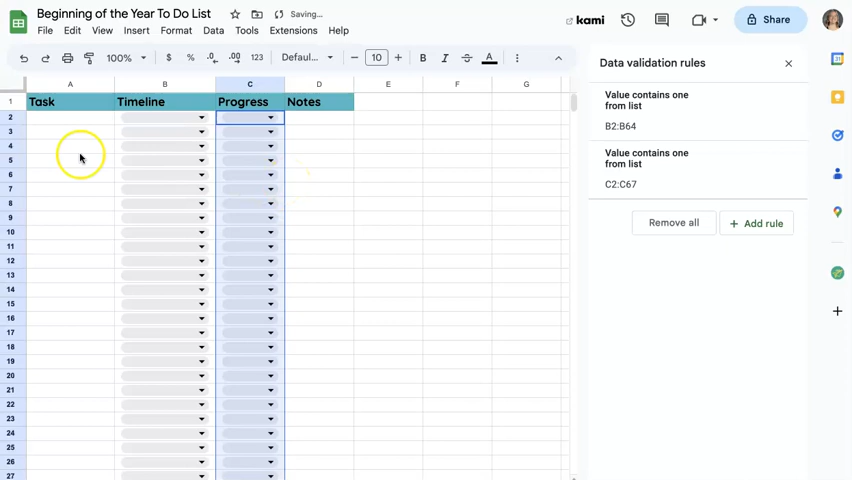 Beginning of the Year To Do List
Saving...
File Edit View Insert Format Data Tools Extensions Help
kami
Share
100%
$ % .0 .00 123 Defaul... 10 B I S A
Data validation rules
A B C D E F G
1 Task Timeline Progress Notes
2
3
4
5
6
7
8
9
10
11
12
13
14
15
16
17
18
19
20
21
22
23
24
25
26
27
Value contains one
from list
B2:B64
Value contains one
from list
C2:C67
Remove all
+ Add rule